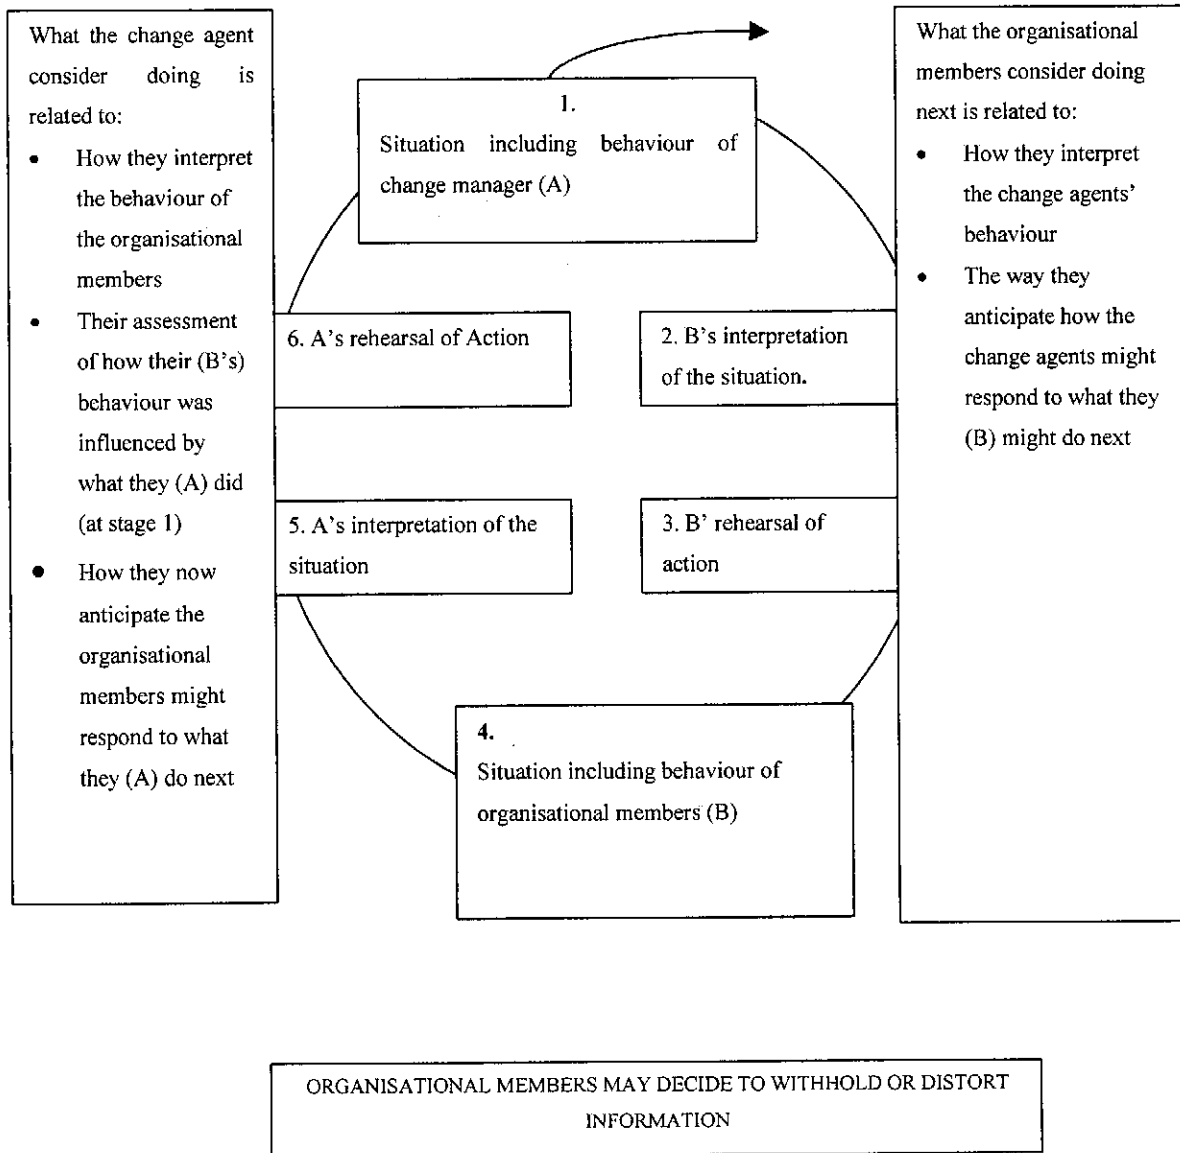 What the change agent
consider doing is
related to:
• How they interpret
the behaviour of
the organisational
members
• Their assessment
of how their (B's)
behaviour was
influenced by
what they (A) did
(at stage 1)
• How they now
anticipate the
organisational
members might
respond to what
they (A) do next
1.
Situation including behaviour of
change manager (A)
6. A's rehearsal of Action
2. B's interpretation
of the situation.
5. A's interpretation of the
situation
3. B' rehearsal of
action
4.
Situation including behaviour of
organisational members (B)
What the organisational
members consider doing
next is related to:
• How they interpret
the change agents'
behaviour
• The way they
anticipate how the
change agents might
respond to what they
(B) might do next
ORGANISATIONAL MEMBERS MAY DECIDE TO WITHHOLD OR DISTORT
INFORMATION